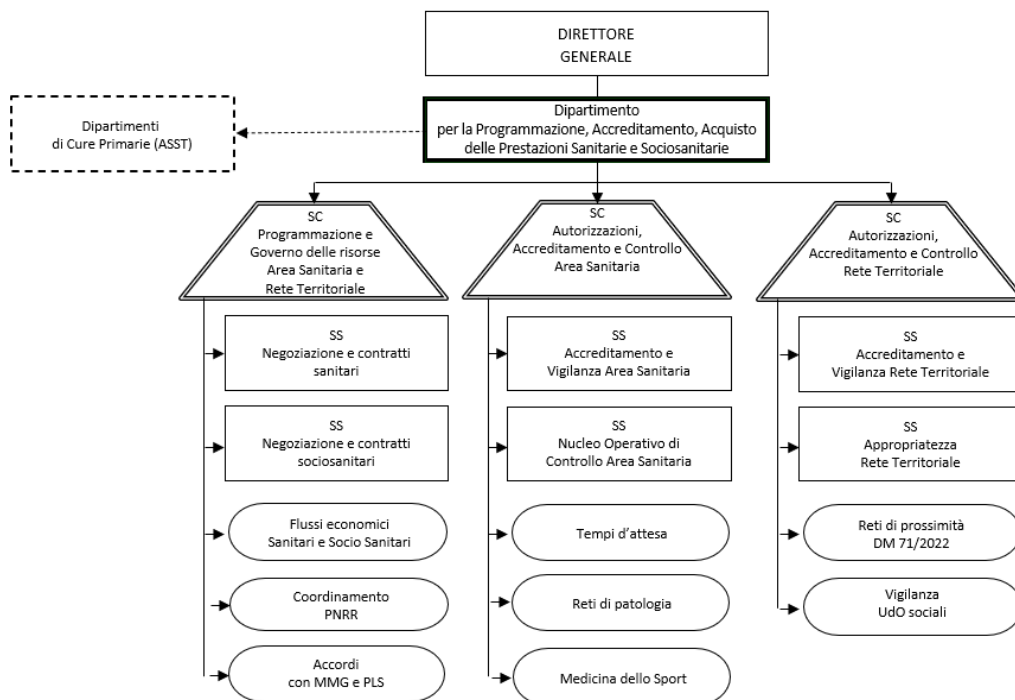 DIRETTORE
GENERALE
Dipartimenti
di Cure Primarie (ASST)
Dipartimento
per la Programmazione, Accreditamento, Acquisto
delle Prestazioni Sanitarie e Sociosanitarie
SC
Programmazione e
Governo delle risorse
Area Sanitaria e
Rete Territoriale
SS
Negoziazione e contratti
sanitari
SS
Negoziazione e contratti
sociosanitari
Flussi economici
Sanitari e Socio Sanitari
Coordinamento
PNRR
Accordi
con MMG e PLS
SC
Autorizzazioni,
Accreditamento e Controllo
Area Sanitaria
SS
Accreditamento e
Vigilanza Area Sanitaria
SS
Nucleo Operativo di
Controllo Area Sanitaria
Tempi d'attesa
Reti di patologia
Medicina dello Sport
SC
Autorizzazioni,
Accreditamento e Controllo
Rete Territoriale
SS
Accreditamento e
Vigilanza Rete Territoriale
SS
Appropriatezza
Rete Territoriale
Reti di prossimità
DM 71/2022
Vigilanza
UdO sociali